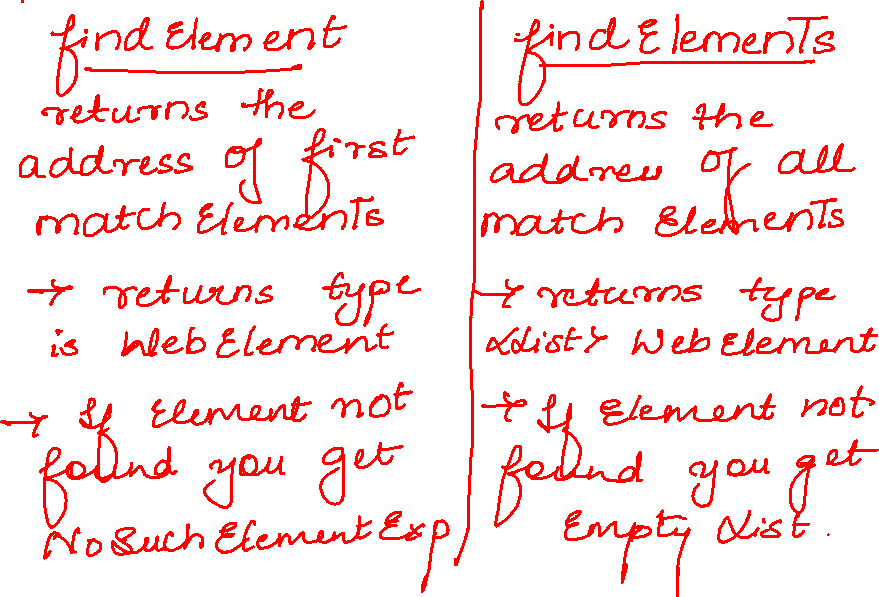 findElement
returns the
address of first
match Elements
→ returns type
is WebElement
→ If Element not
found you get
NoSuchElementExp
findElements
returns the
address of all
match Elements
→ returns type
<List> WebElement
→ If Element not
found you get
Empty List.